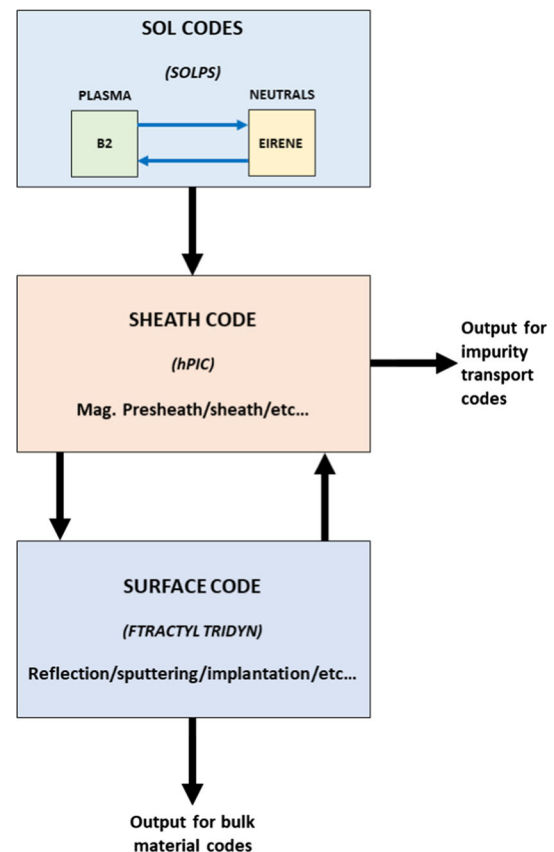 SOL CODES
(SOLPS)
PLASMA
NEUTRALS
B2
EIRENE
SHEATH CODE
(hPIC)
Mag. Presheath/sheath/etc...
Output for
impurity
transport
codes
SURFACE CODE
(FTRACTYL TRIDYN)
Reflection/sputtering/implantation/etc...
Output for bulk
material codes